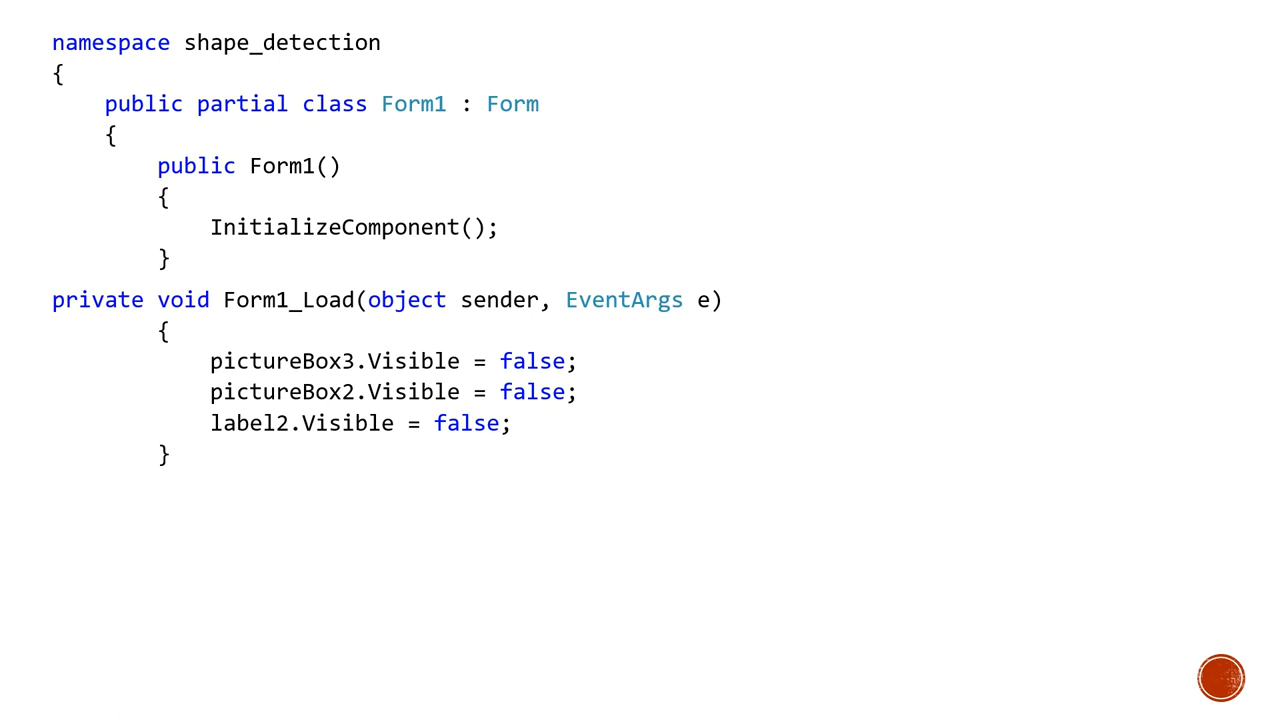 namespace shape_detection
{
    public partial class Form1 : Form
    {
        public Form1()
        {
            InitializeComponent();
        }
private void Form1_Load(object sender, EventArgs e)
        {
            pictureBox3.Visible = false;
            pictureBox2.Visible = false;
            label2.Visible = false;
        }